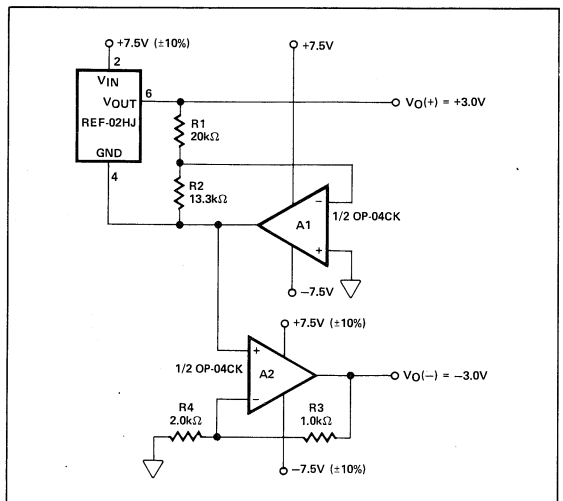 +7.5V (±10%)
+7.5V
2
VIN
VOUT
6
REF-02HJ
GND
4
VO(+) = +3.0V
R1
20kΩ
R2
13.3kΩ
−
A1
+
1/2 OP-04CK
−7.5V
+7.5V (±10%)
1/2 OP-04CK
+
A2
−
VO(−) = −3.0V
R4
2.0kΩ
R3
1.0kΩ
−7.5V (±10%)